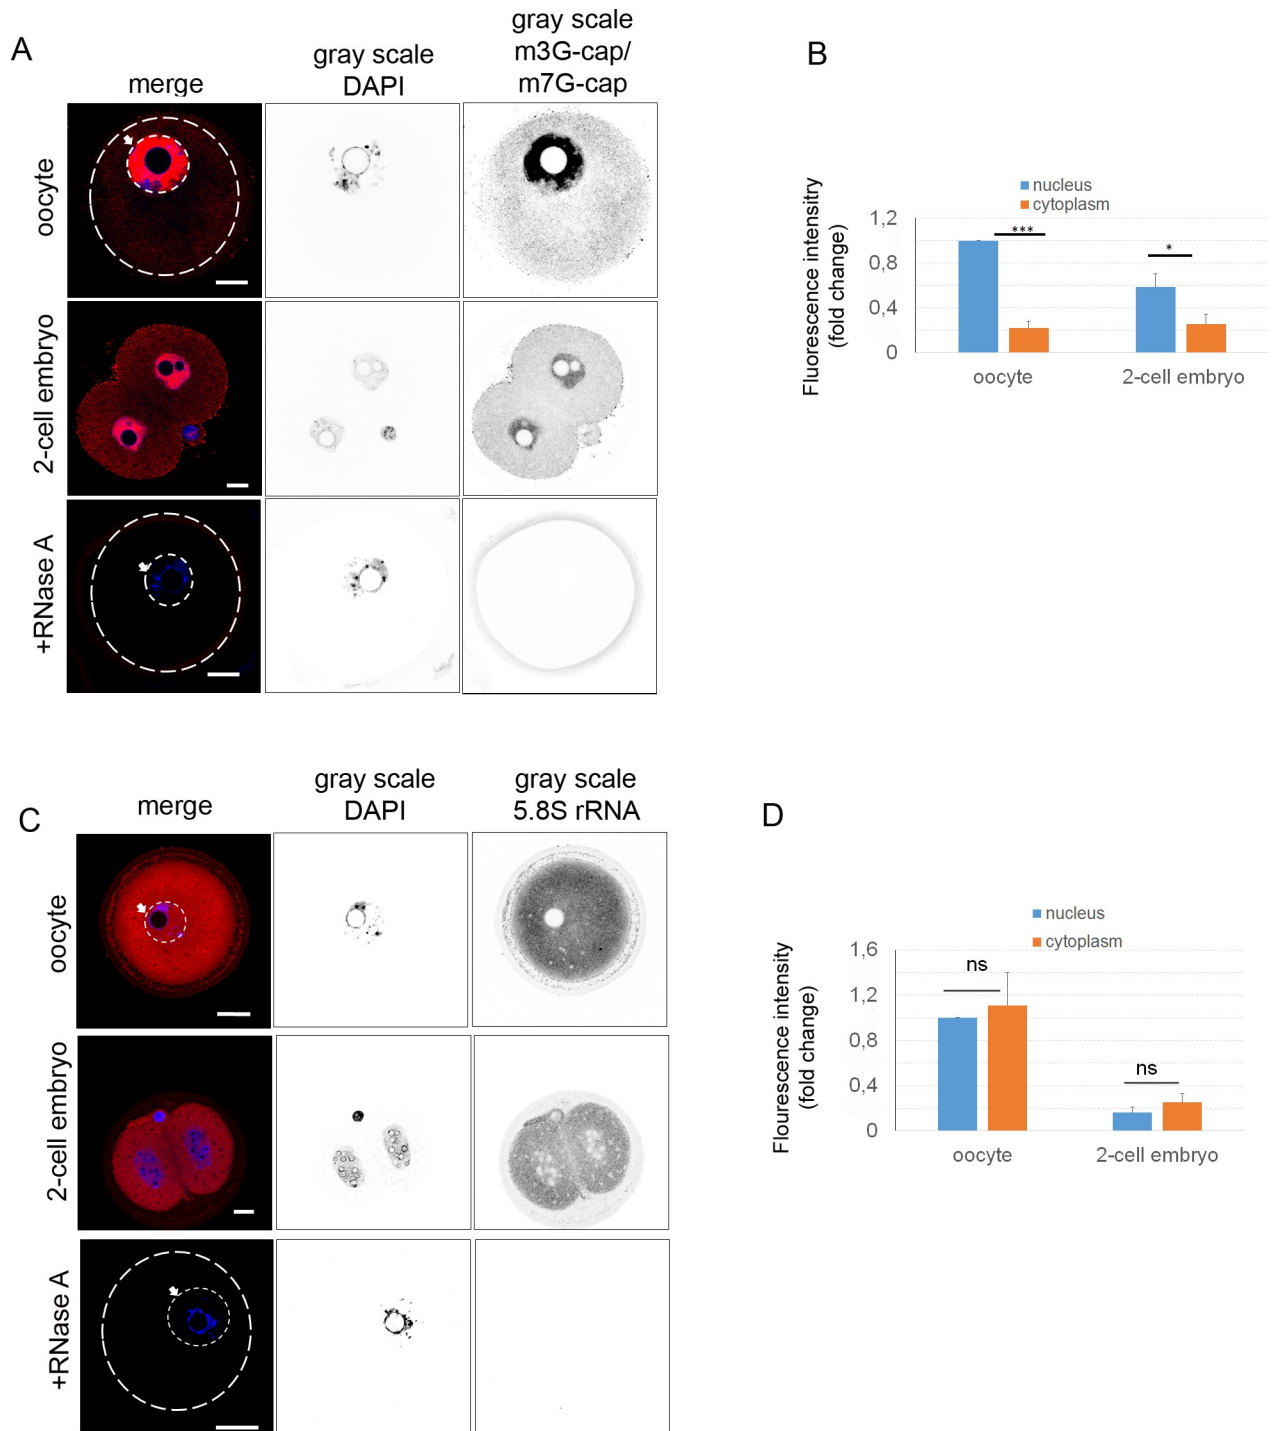 A
merge
gray scale
DAPI
gray scale
m3G-cap/
m7G-cap
oocyte
2-cell embryo
+RNase A
B
nucleus
cytoplasm
Fluorescence intensitry
(fold change)
1,2
0,8
0,4
0
***
*
oocyte
2-cell embryo
C
merge
gray scale
DAPI
gray scale
5.8S rRNA
oocyte
2-cell embryo
+RNase A
D
nucleus
cytoplasm
Flourescence intensity
(fold change)
1,6
1,2
0,8
0,4
0
ns
ns
oocyte
2-cell embryo